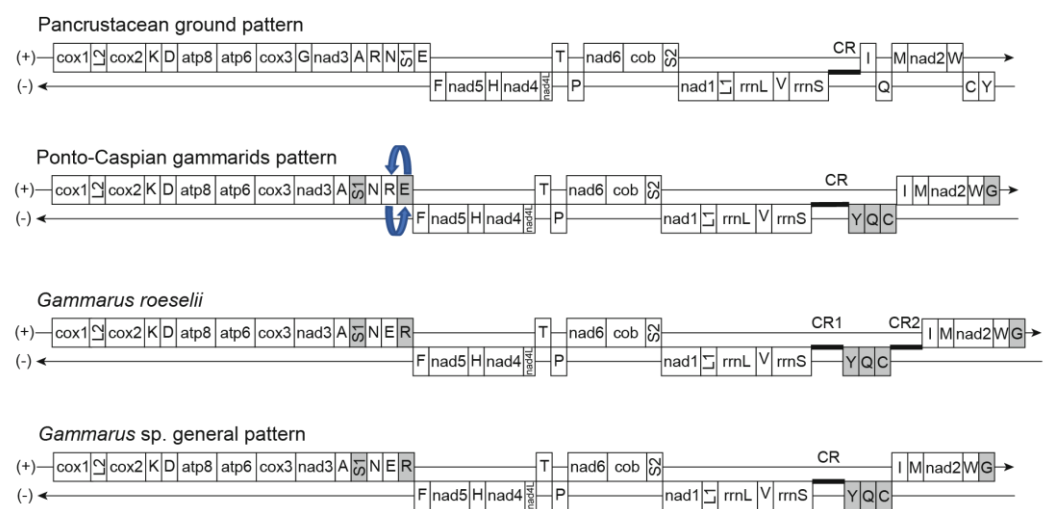 Pancrustacean ground pattern
CR
(+) cox1 L2 cox2 K D atp8 atp6 cox3 G nad3 A R N S1 E T nad6 cob S2 I M nad2 W
(-) F nad5 H nad4 nad4L P nad1 L1 rrnL V rrnS Q C Y
Ponto-Caspian gammarids pattern
CR
(+) cox1 L2 cox2 K D atp8 atp6 cox3 nad3 A S1 N R E T nad6 cob S2 I M nad2 W G
(-) F nad5 H nad4 nad4L P nad1 L1 rrnL V rrnS Y Q C
Gammarus roeselii
CR1 CR2
(+) cox1 L2 cox2 K D atp8 atp6 cox3 nad3 A S1 N E R T nad6 cob S2 I M nad2 W G
(-) F nad5 H nad4 nad4L P nad1 L1 rrnL V rrnS Y Q C
Gammarus sp. general pattern
CR
(+) cox1 L2 cox2 K D atp8 atp6 cox3 nad3 A S1 N E R T nad6 cob S2 I M nad2 W G
(-) F nad5 H nad4 nad4L P nad1 L1 rrnL V rrnS Y Q C